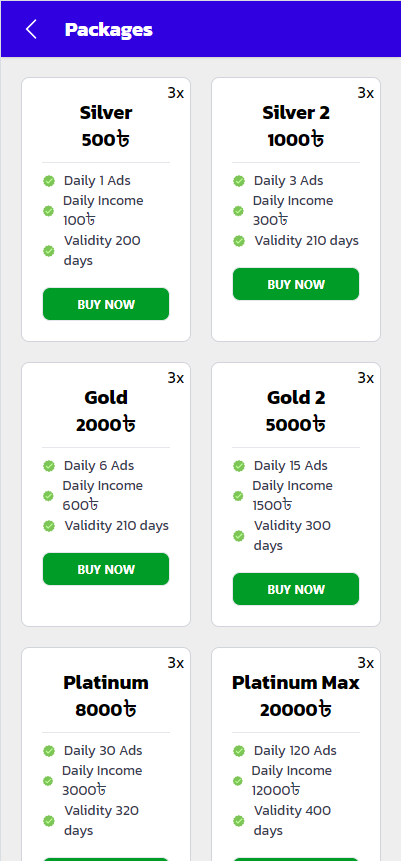 Packages
3x
Silver
500৳
Daily 1 Ads
Daily Income
100৳
Validity 200
days
BUY NOW
3x
Silver 2
1000৳
Daily 3 Ads
Daily Income
300৳
Validity 210 days
BUY NOW
3x
Gold
2000৳
Daily 6 Ads
Daily Income
600৳
Validity 210 days
BUY NOW
3x
Gold 2
5000৳
Daily 15 Ads
Daily Income
1500৳
Validity 300
days
BUY NOW
3x
Platinum
8000৳
Daily 30 Ads
Daily Income
3000৳
Validity 320
days
3x
Platinum Max
20000৳
Daily 120 Ads
Daily Income
12000৳
Validity 400
days